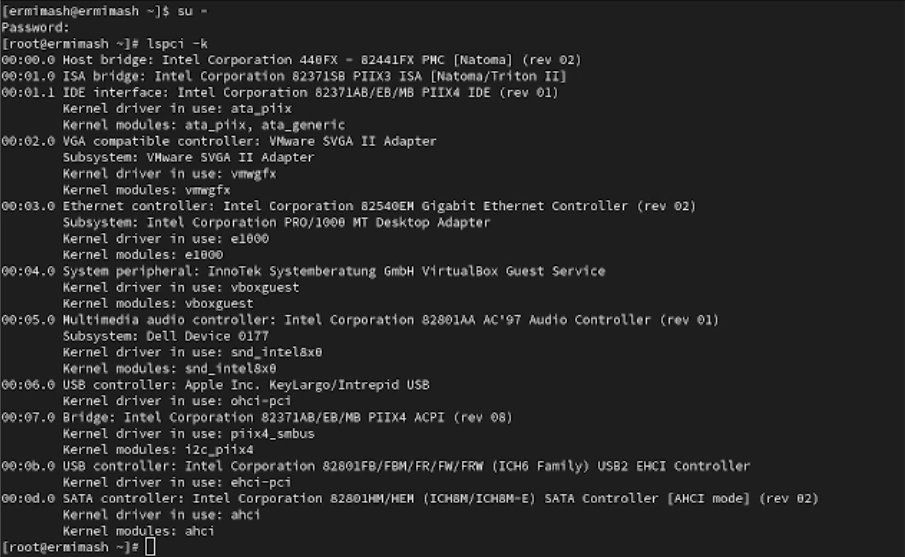 [ermimash@ermimash ~]$ su -
Password:
[root@ermimash ~]# lspci -k
00:00.0 Host bridge: Intel Corporation 440FX - 82441FX PMC [Natoma] (rev 02)
00:01.0 ISA bridge: Intel Corporation 82371SB PIIX3 ISA [Natoma/Triton II]
00:01.1 IDE interface: Intel Corporation 82371AB/EB/MB PIIX4 IDE (rev 01)
Kernel driver in use: ata_piix
Kernel modules: ata_piix, ata_generic
00:02.0 VGA compatible controller: VMware SVGA II Adapter
Subsystem: VMware SVGA II Adapter
Kernel driver in use: vmwgfx
Kernel modules: vmwgfx
00:03.0 Ethernet controller: Intel Corporation 82540EM Gigabit Ethernet Controller (rev 02)
Subsystem: Intel Corporation PRO/1000 MT Desktop Adapter
Kernel driver in use: e1000
Kernel modules: e1000
00:04.0 System peripheral: InnoTek Systemberatung GmbH VirtualBox Guest Service
Kernel driver in use: vboxguest
Kernel modules: vboxguest
00:05.0 Multimedia audio controller: Intel Corporation 82801AA AC'97 Audio Controller (rev 01)
Subsystem: Dell Device 0177
Kernel driver in use: snd_intel8x0
Kernel modules: snd_intel8x0
00:06.0 USB controller: Apple Inc. KeyLargo/Intrepid USB
Kernel driver in use: ohci-pci
00:07.0 Bridge: Intel Corporation 82371AB/EB/MB PIIX4 ACPI (rev 08)
Kernel driver in use: piix4_smbus
Kernel modules: i2c_piix4
00:0b.0 USB controller: Intel Corporation 82801FB/FBM/FR/FW/FRW (ICH6 Family) USB2 EHCI Controller
Kernel driver in use: ehci-pci
00:0d.0 SATA controller: Intel Corporation 82801HM/HEM (ICH8M/ICH8M-E) SATA Controller [AHCI mode] (rev 02)
Kernel driver in use: ahci
Kernel modules: ahci
[root@ermimash ~]#